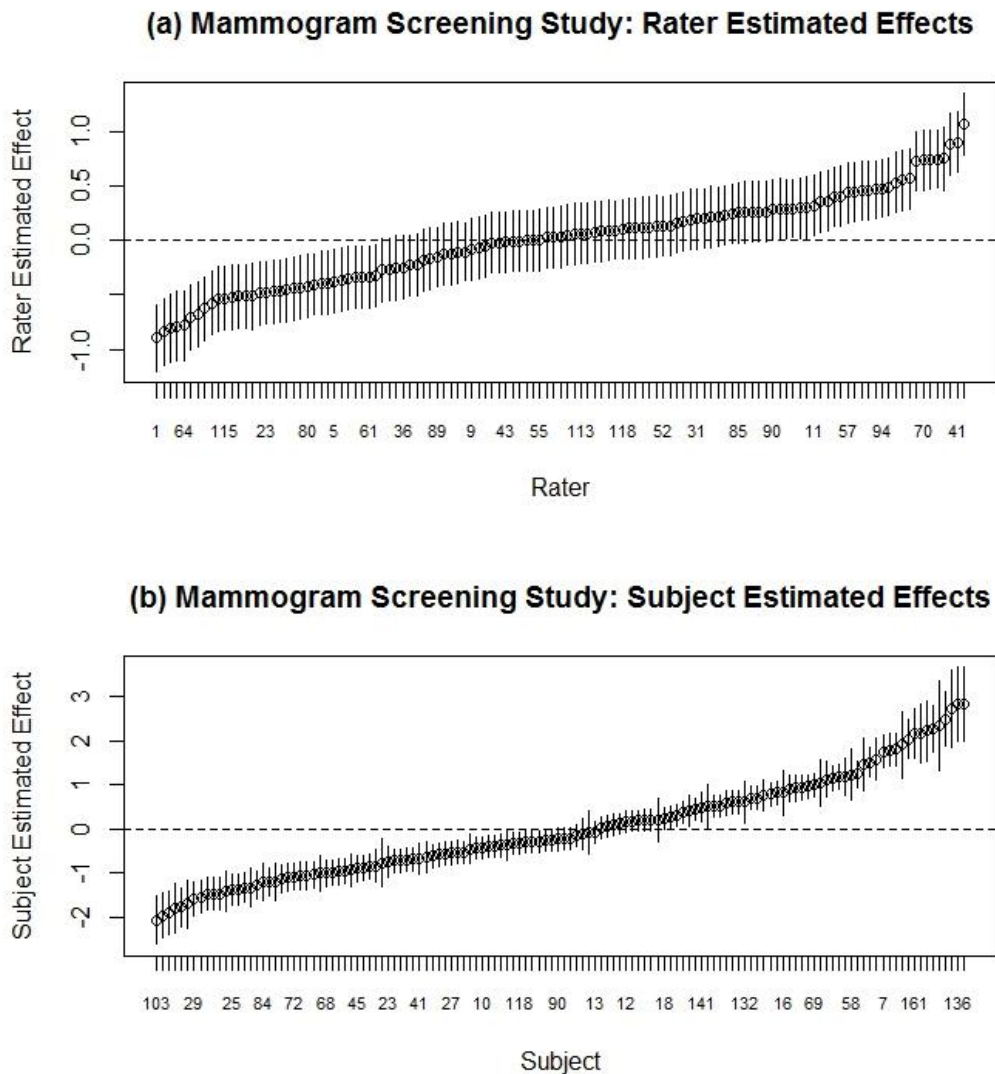 (a) Mammogram Screening Study: Rater Estimated Effects
Rater Estimated Effect
1.0
0.5
0.0
-1.0
1 64 115 23 80 5 61 36 89 9 43 55 113 118 52 31 85 90 11 57 94 70 41
Rater
(b) Mammogram Screening Study: Subject Estimated Effects
Subject Estimated Effect
3
2
1
0
-1
-2
103 29 25 84 72 68 45 23 41 27 10 118 90 13 12 18 141 132 16 69 58 7 161 136
Subject